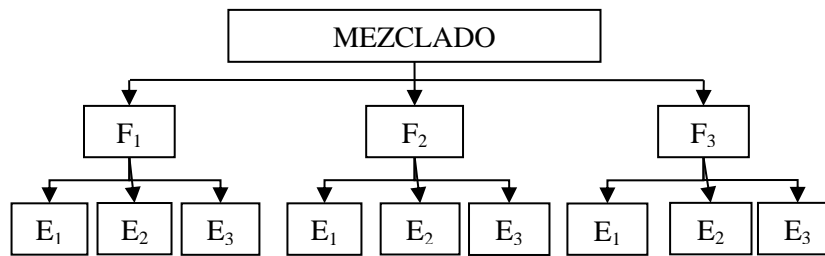 MEZCLADO
F₁ F₂ F₃
E₁ E₂ E₃ E₁ E₂ E₃ E₁ E₂ E₃